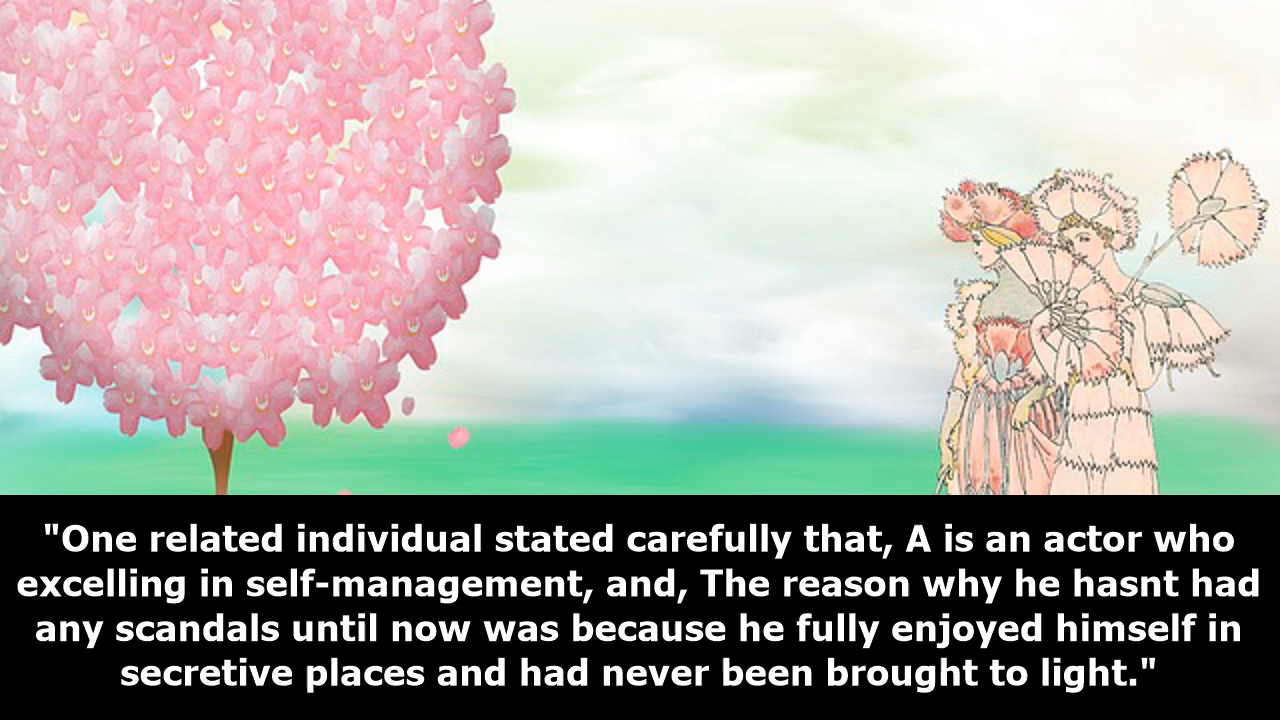 "One related individual stated carefully that, A is an actor who
excelling in self-management, and, The reason why he hasnt had
any scandals until now was because he fully enjoyed himself in
secretive places and had never been brought to light."